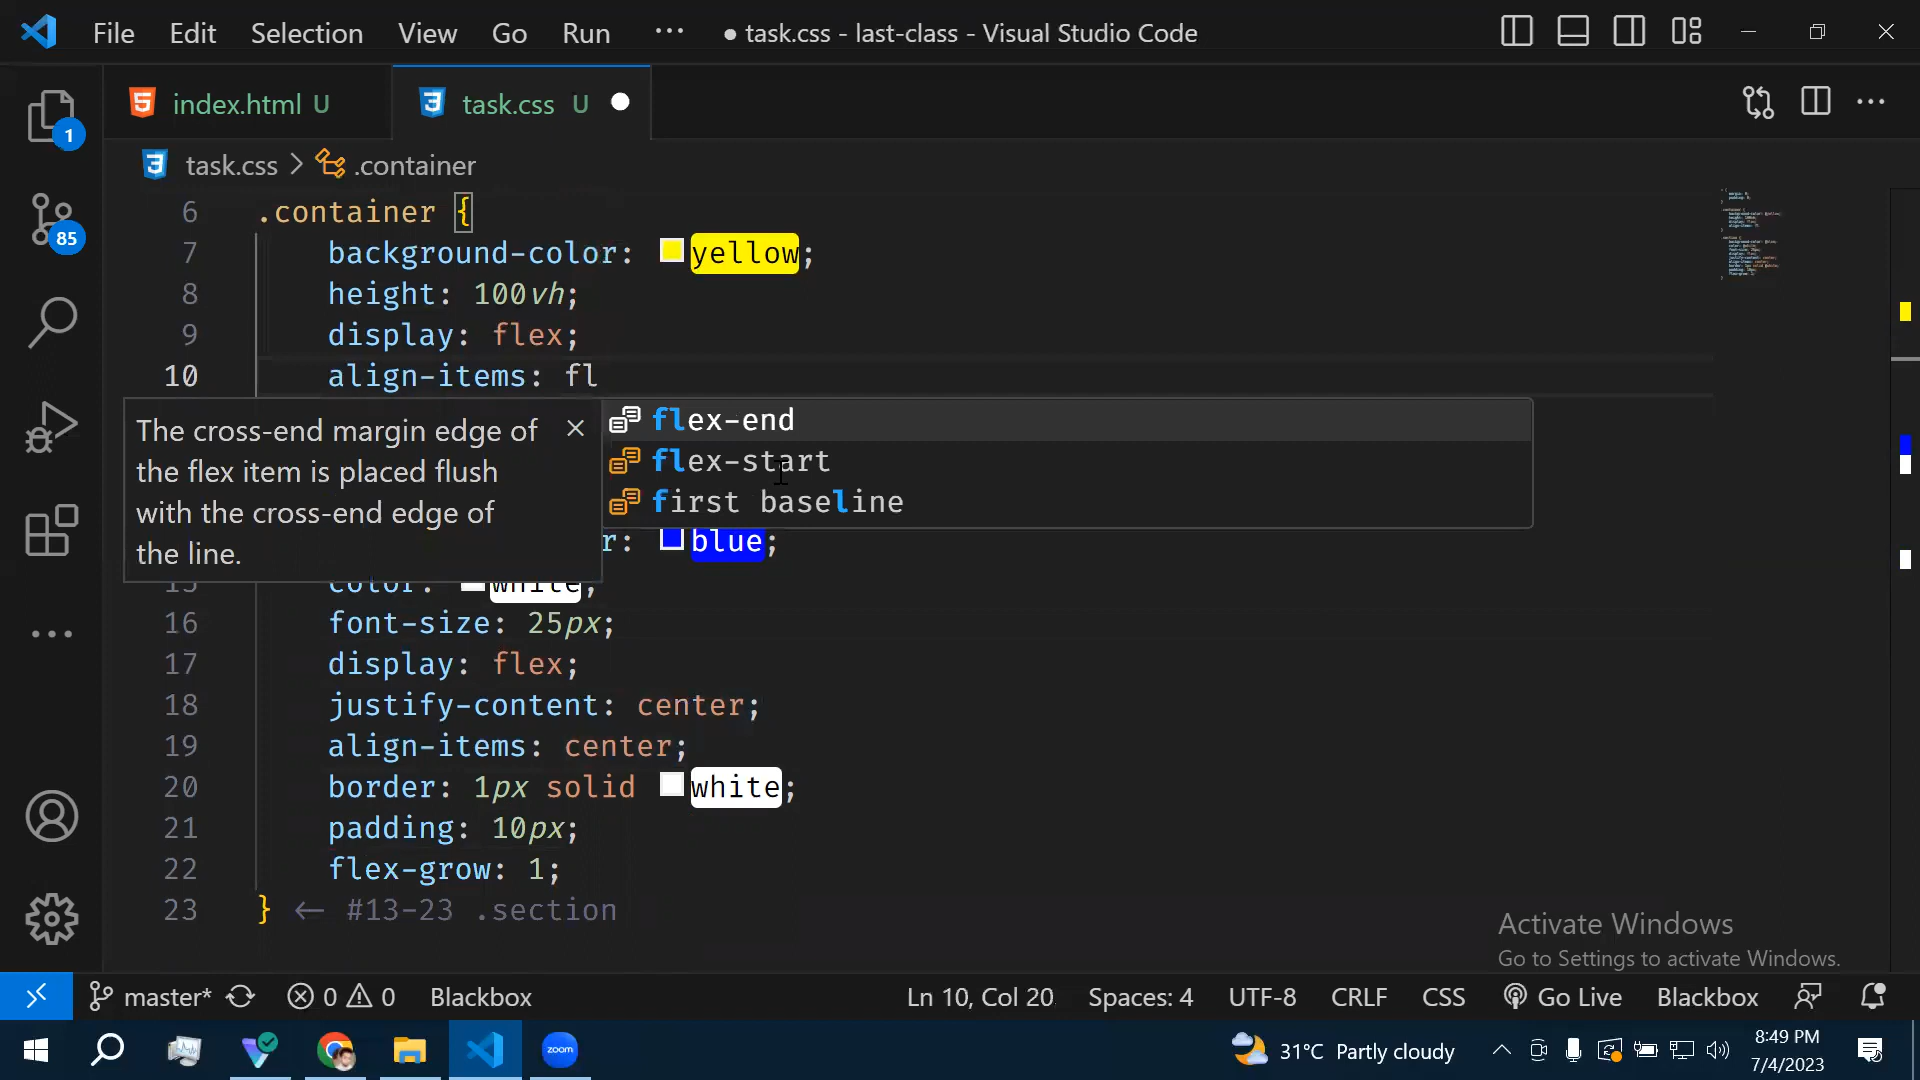 File Edit Selection View Go Run ··· ● task.css - last-class - Visual Studio Code
index.html U task.css U
task.css > .container
6 .container {
7 background-color: yellow;
8 height: 100vh;
9 display: flex;
10 align-items: fl
The cross-end margin edge of
the flex item is placed flush
with the cross-end edge of
the line.
flex-end
flex-start
first baseline
r: blue;
15 color: white;
16 font-size: 25px;
17 display: flex;
18 justify-content: center;
19 align-items: center;
20 border: 1px solid white;
21 padding: 10px;
22 flex-grow: 1;
23 } ← #13-23 .section
1
85
Activate Windows
Go to Settings to activate Windows.
master* 0 0 Blackbox Ln 10, Col 20 Spaces: 4 UTF-8 CRLF CSS Go Live Blackbox
zoom 31°C Partly cloudy 8:49 PM
7/4/2023